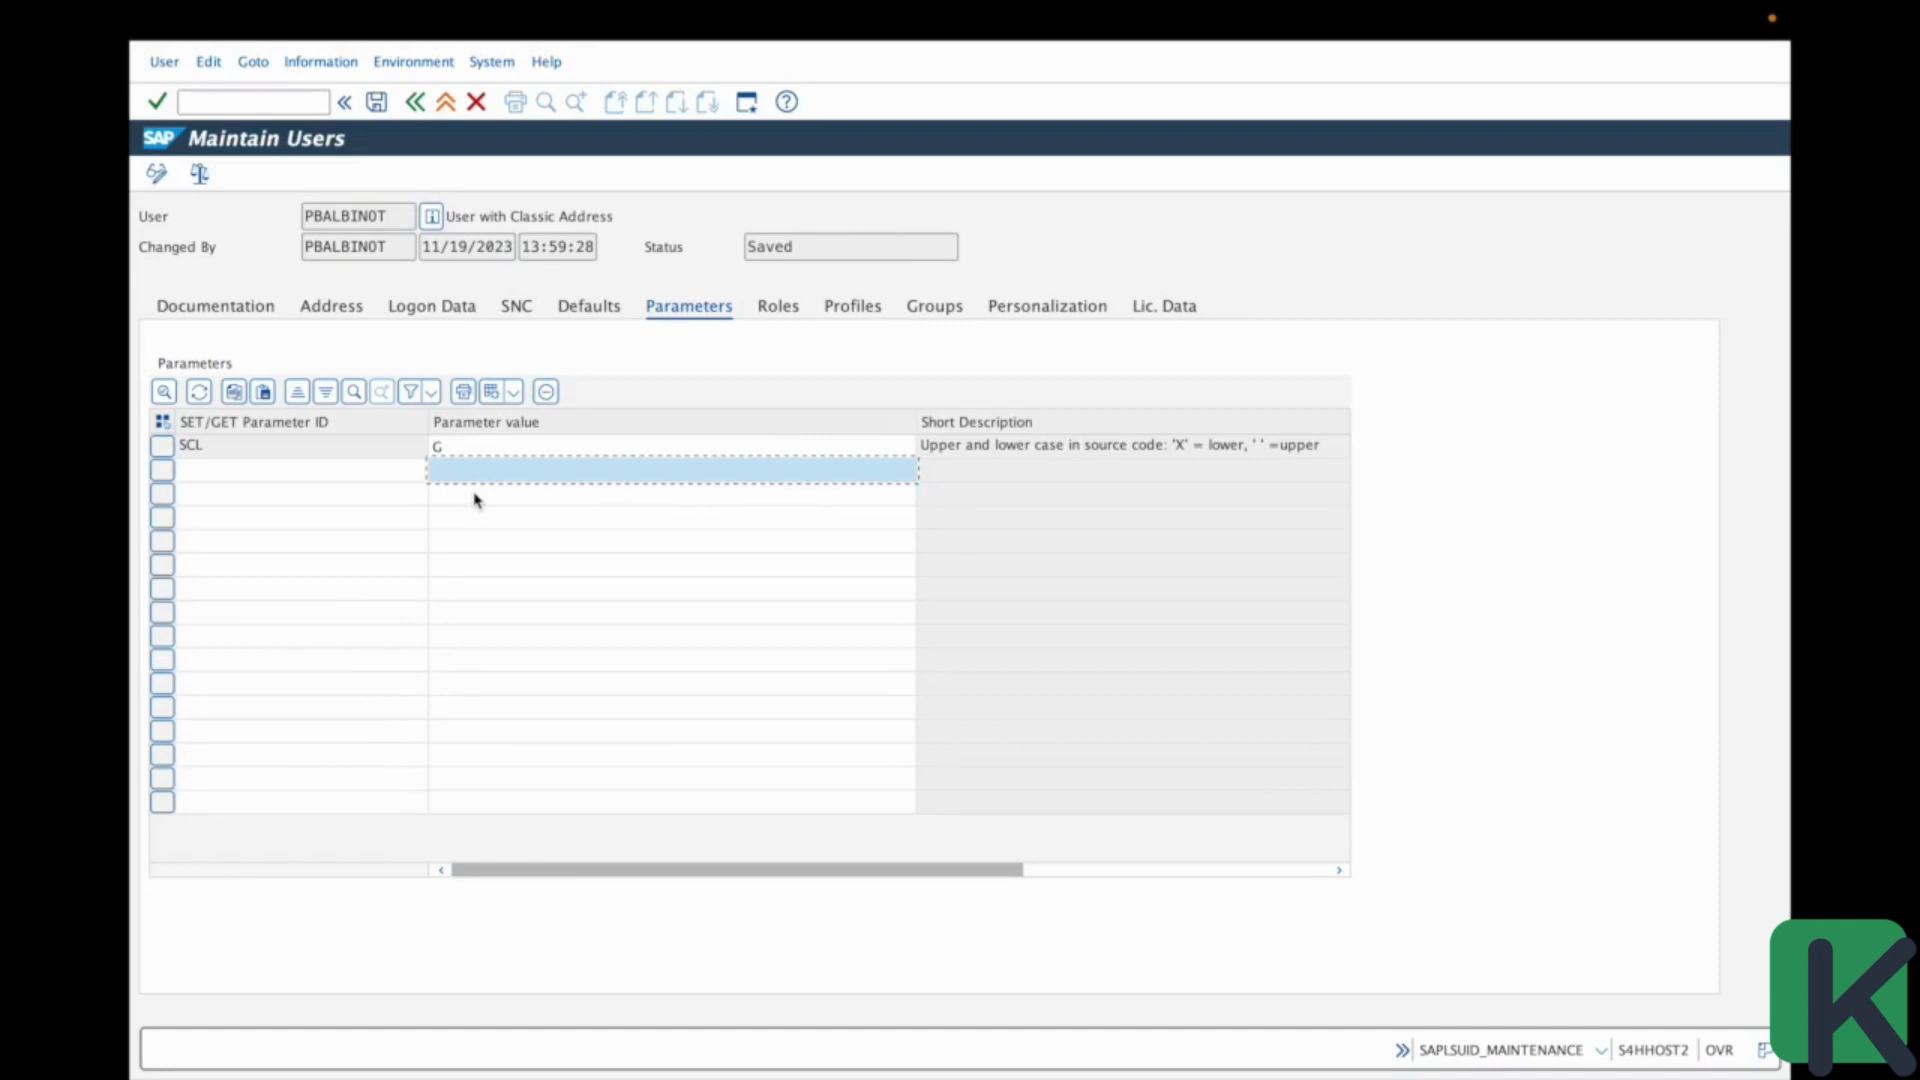 User Edit Goto Information Environment System Help
SAP Maintain Users
User PBALBINOT User with Classic Address
Changed By PBALBINOT 11/19/2023 13:59:28 Status Saved
Documentation Address Logon Data SNC Defaults Parameters Roles Profiles Groups Personalization Lic. Data
Parameters
SET/GET Parameter ID Parameter value Short Description
SCL G Upper and lower case in source code: 'X' = lower, ' ' =upper
SAPLSUID_MAINTENANCE S4HHOST2 OVR
K